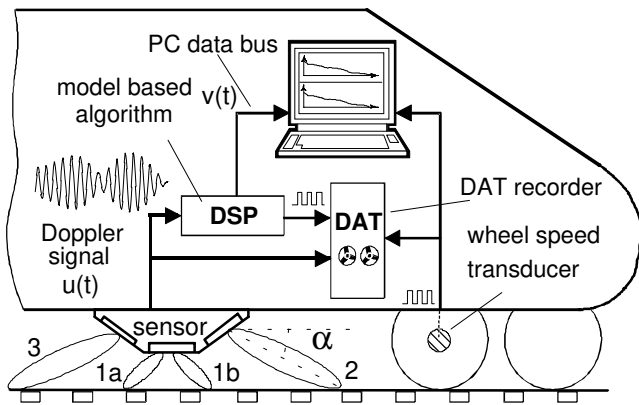 PC data bus
model based
algorithm
v(t)
DSP
DAT
DAT recorder
Doppler
signal
u(t)
wheel speed
transducer
sensor
α
3
1a
1b
2